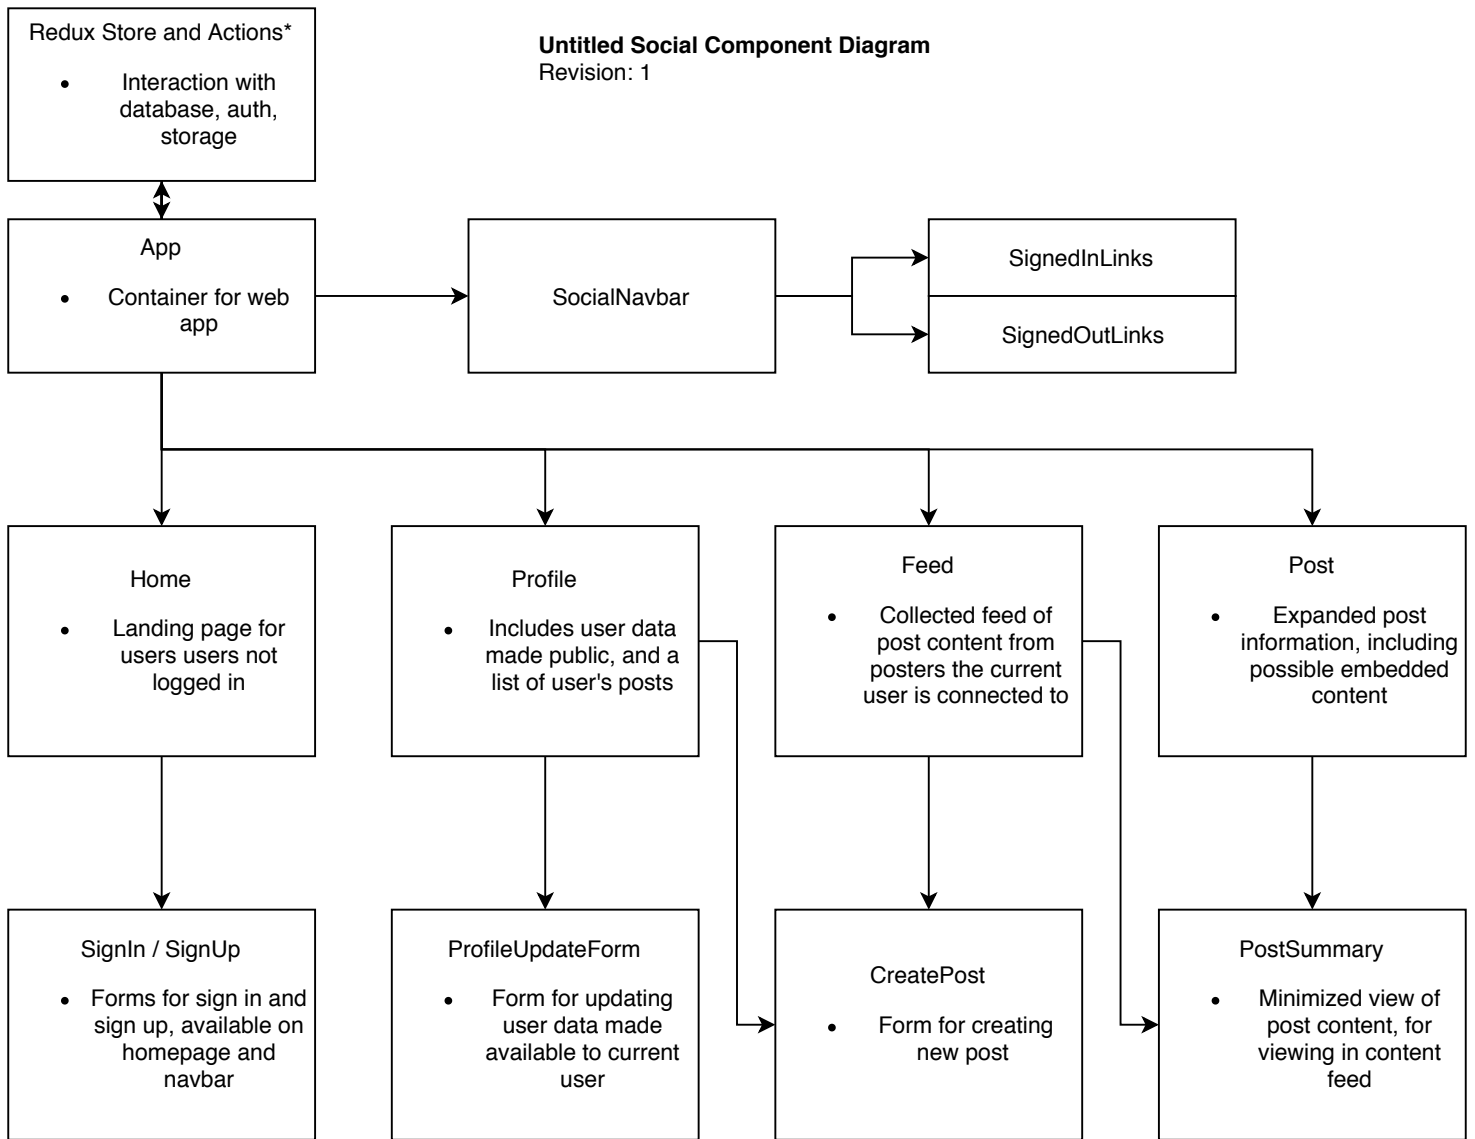 Redux Store and Actions*
• Interaction with
database, auth,
storage
Untitled Social Component Diagram
Revision: 1
App
• Container for web
app
SocialNavbar
SignedInLinks
SignedOutLinks
Home
• Landing page for
users users not
logged in
Profile
• Includes user data
made public, and a
list of user's posts
Feed
• Collected feed of
post content from
posters the current
user is connected to
Post
• Expanded post
information, including
possible embedded
content
SignIn / SignUp
• Forms for sign in and
sign up, available on
homepage and
navbar
ProfileUpdateForm
• Form for updating
user data made
available to current
user
CreatePost
• Form for creating
new post
PostSummary
• Minimized view of
post content, for
viewing in content
feed